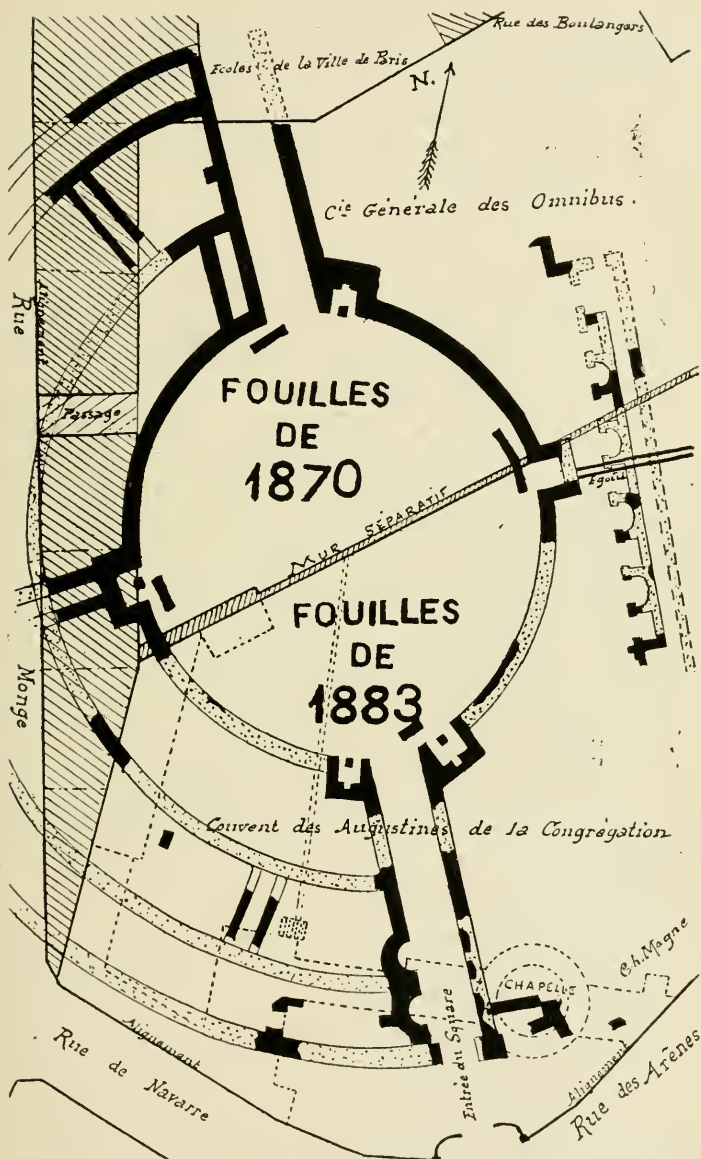 Rue des Boulangers
Ecoles de la Ville de Paris
N.
Cie Générale des Omnibus.
Rue
Alignement
Passage
FOUILLES
DE
1870
Egout
MUR SÉPARATIF
FOUILLES
DE
1883
Monge
Couvent des Augustines de la Congrégation
Ch. Magne
CHAPELLE
Entrée du Square
Alignement
Rue de Navarre
Alignement
Rue des Arènes